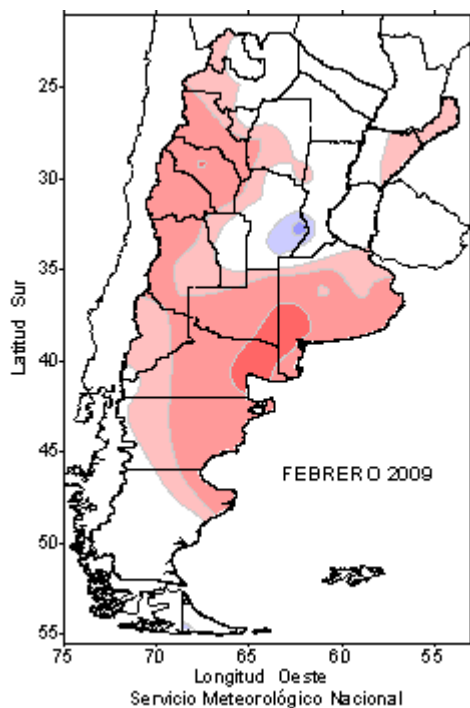 25
30
35
40
45
50
55
Latitud Sur
FEBRERO 2009
75 70 65 60 55
Longitud Oeste
Servicio Meteorológico Nacional